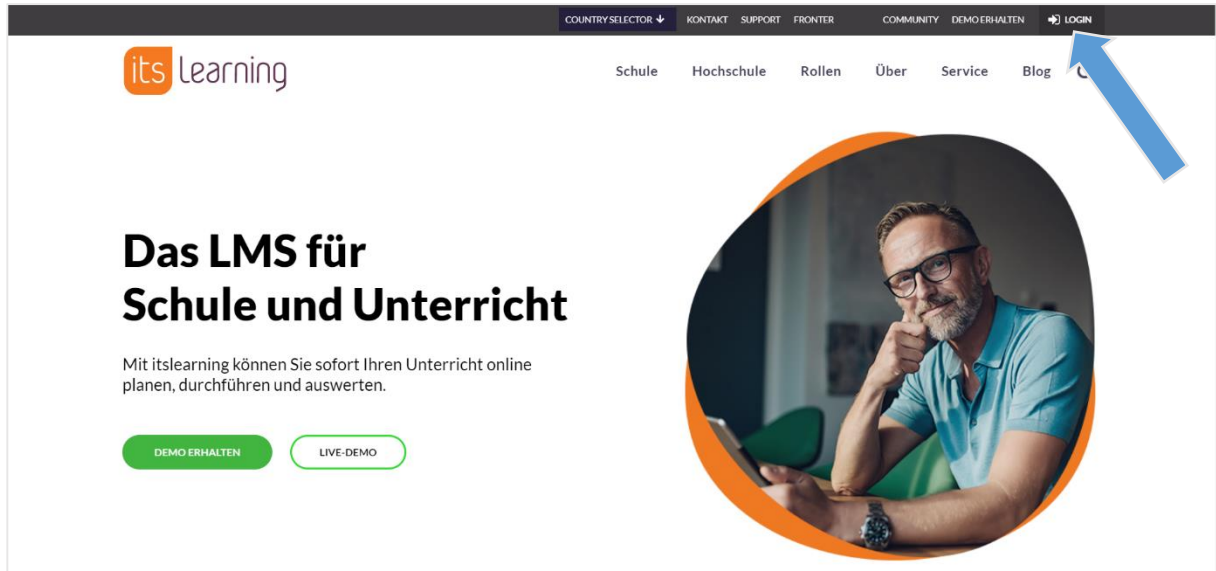 COUNTRY SELECTOR KONTAKT SUPPORT FRONTER COMMUNITY DEMO ERHALTEN LOGIN
its learning
Schule Hochschule Rollen Über Service Blog
Das LMS für
Schule und Unterricht
Mit itslearning können Sie sofort Ihren Unterricht online
planen, durchführen und auswerten.
DEMO ERHALTEN LIVE-DEMO